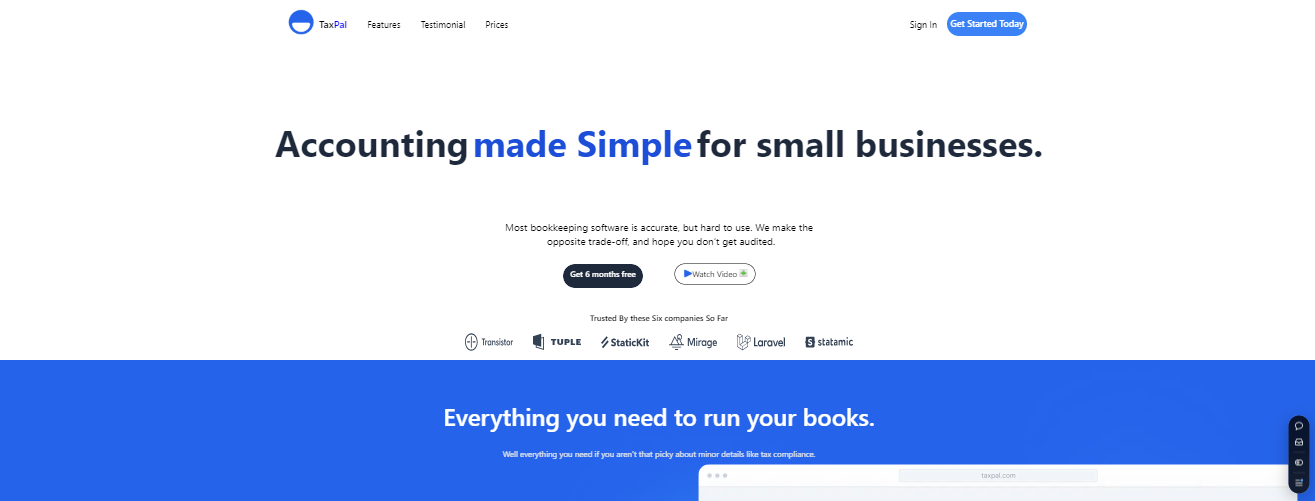 TaxPal Features Testimonial Prices Sign In Get Started Today
Accounting made Simple for small businesses.
Most bookkeeping software is accurate, but hard to use. We make the
opposite trade-off, and hope you don't get audited.
Get 6 months free Watch Video
Trusted By these Six companies So Far
Transistor TUPLE StaticKit Mirage Laravel S statamic
Everything you need to run your books.
Well everything you need if you aren't that picky about minor details like tax compliance.
taxpal.com